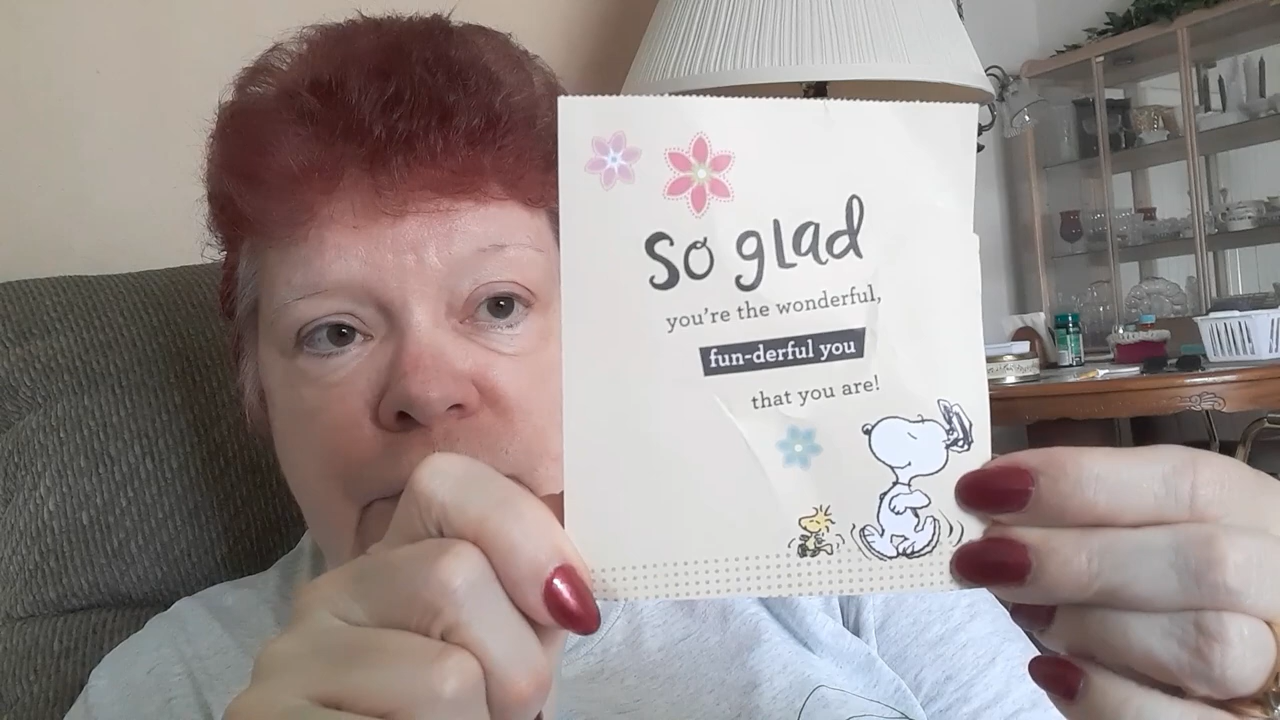 so glad
you're the wonderful,
fun-derful you
that you are!